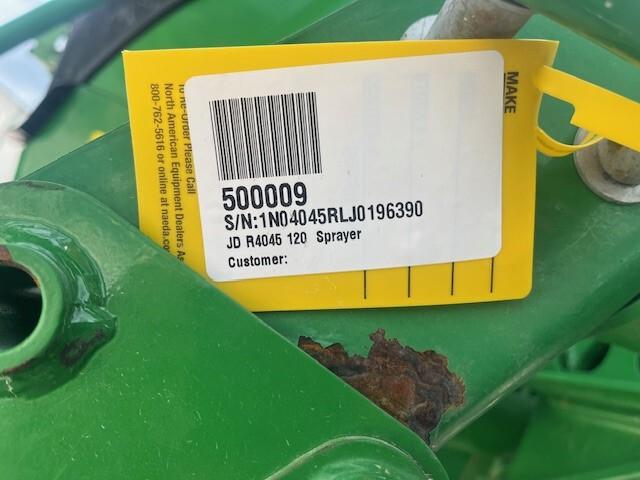 500009
S/N:1N04045RLJ0196390
JD R4045 120 Sprayer
Customer:
MAKE
To Re-Order Please Call
North American Equipment Dealers As
800-762-5616 or online at naeda.co